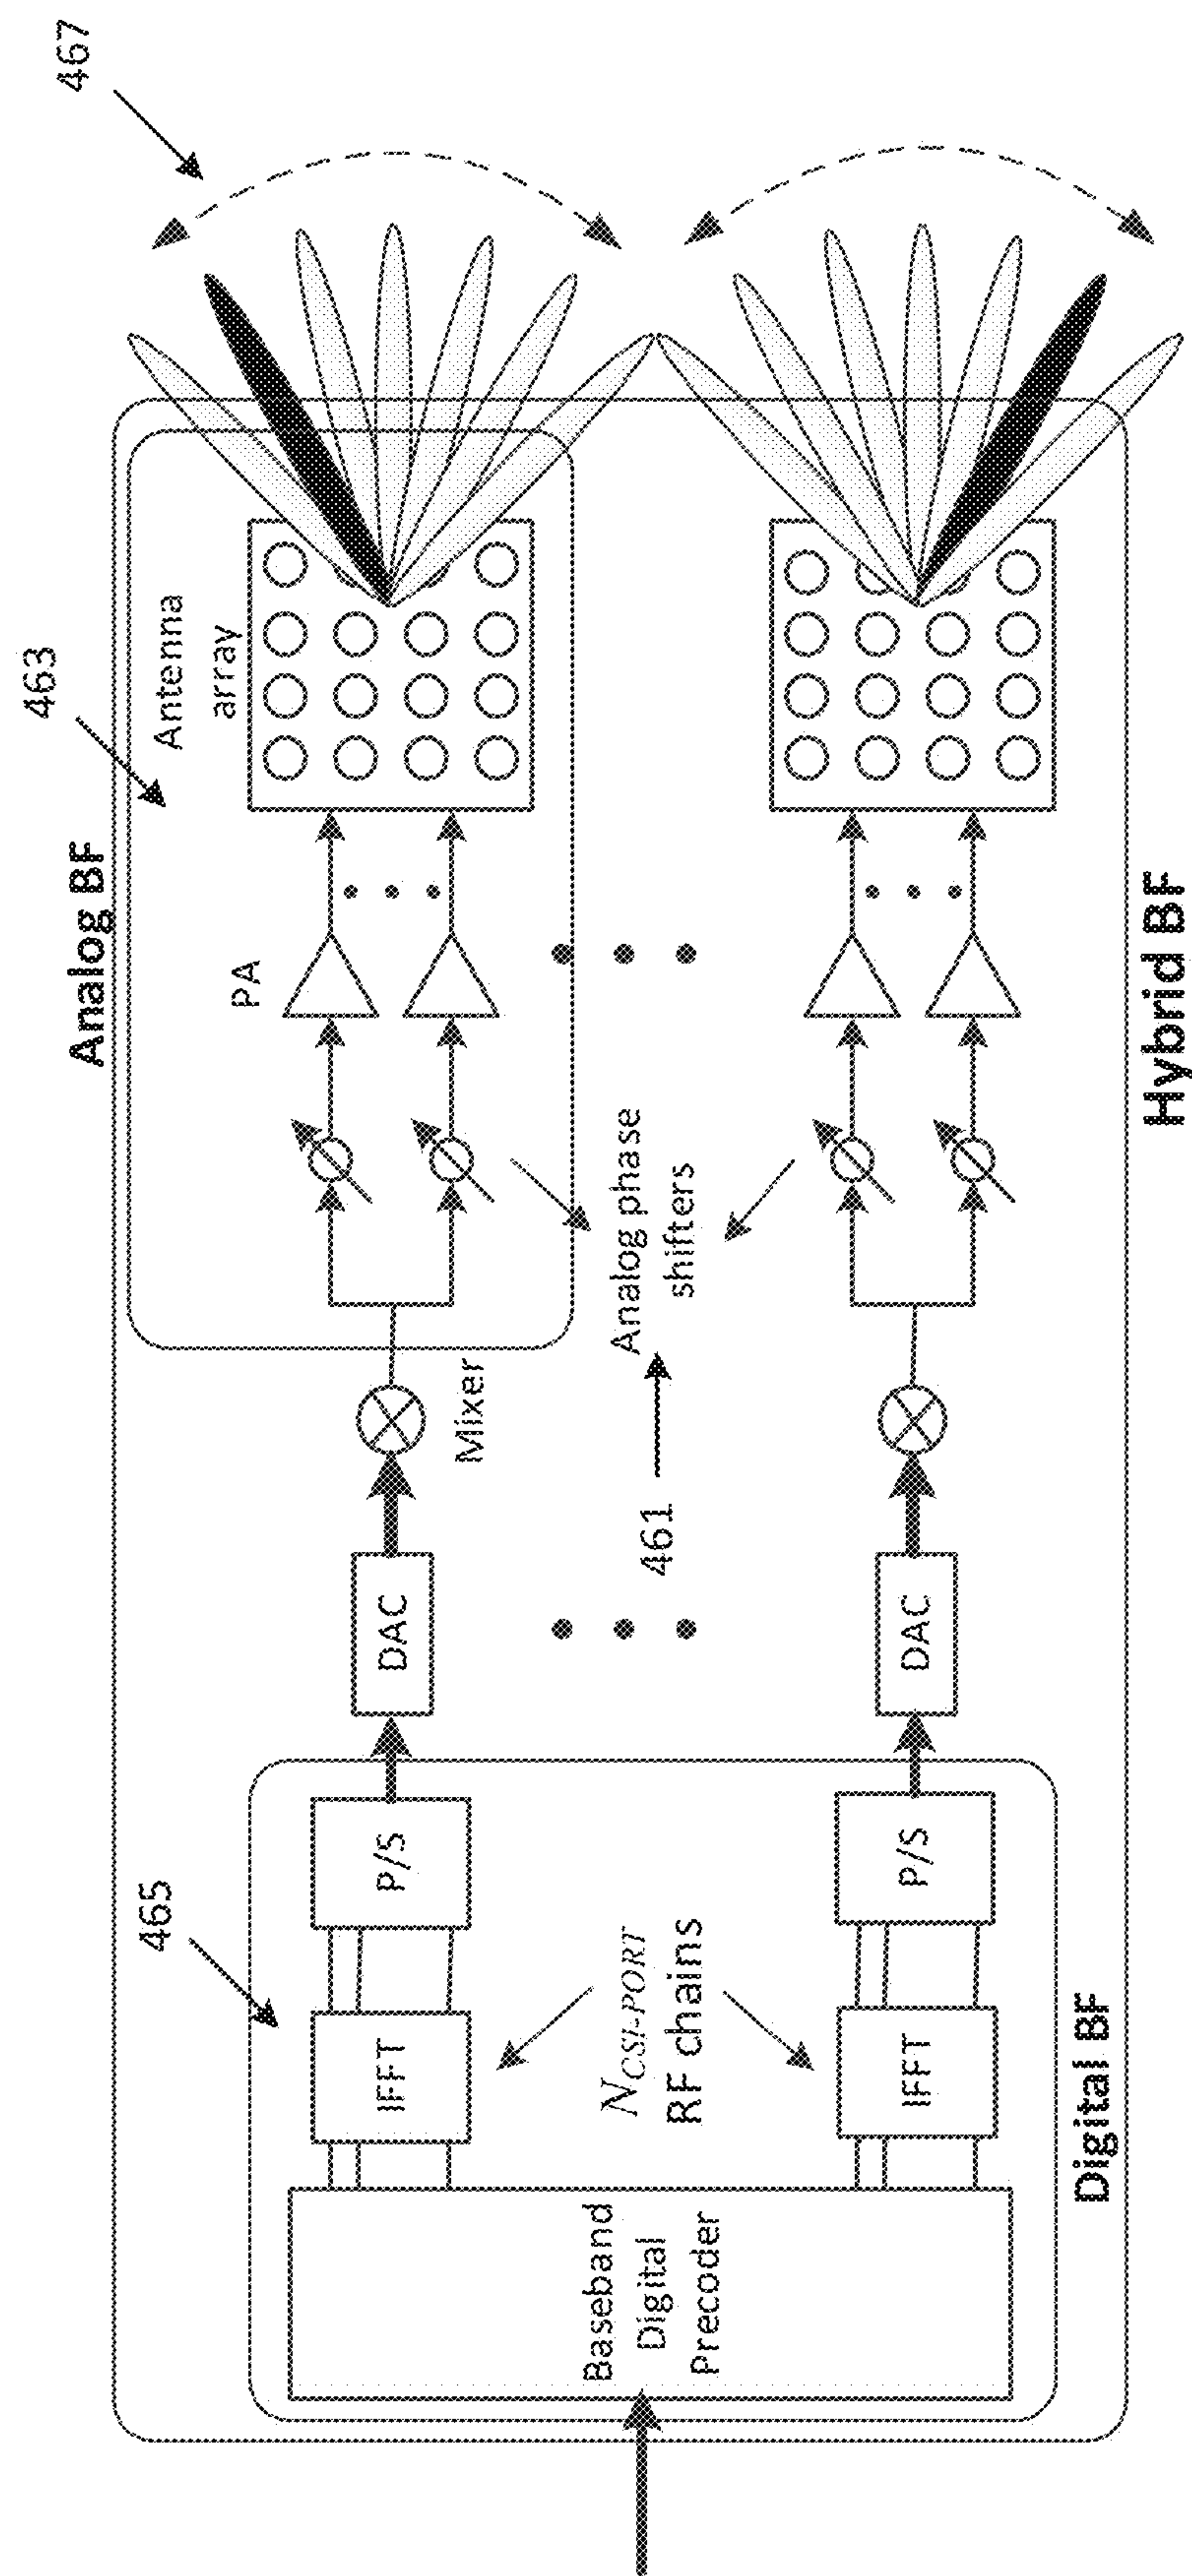 463
467
Analog BF
465
Antenna
array
PA
IFFT
P/S
DAC
Mixer
Baseband
Digital
Precoder
N_CSI-PORT
RF chains
461
Analog phase
shifters
IFFT
P/S
DAC
Digital BF
Hybrid BF